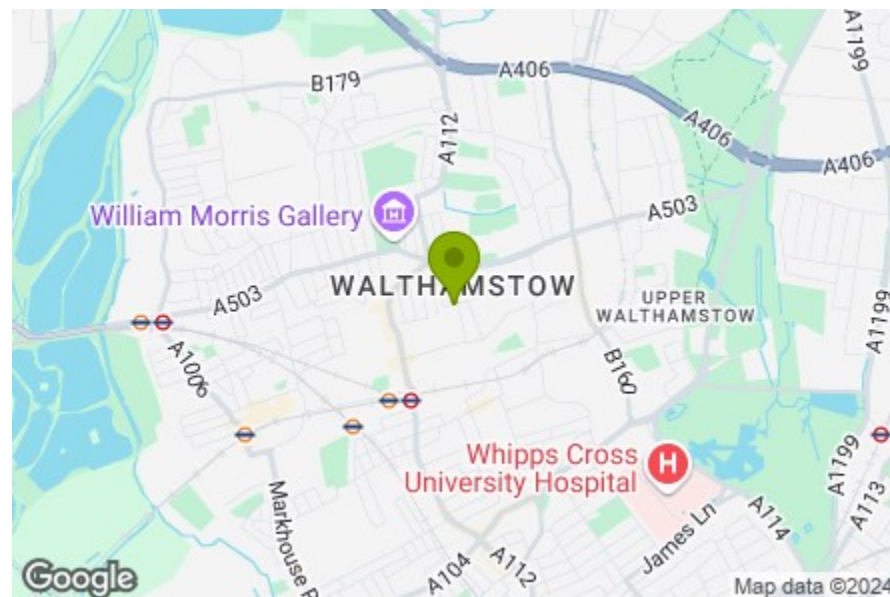 A1199
A406
B179
A406
A112
A406
William Morris Gallery
A503
WALTHAMSTOW
A503
UPPER
WALTHAMSTOW
A1199
A1006
B160
Whipps Cross
University Hospital
H
A1199
Markhouse R
A113
A114
James Ln
A104
A112
Google
Map data ©2024